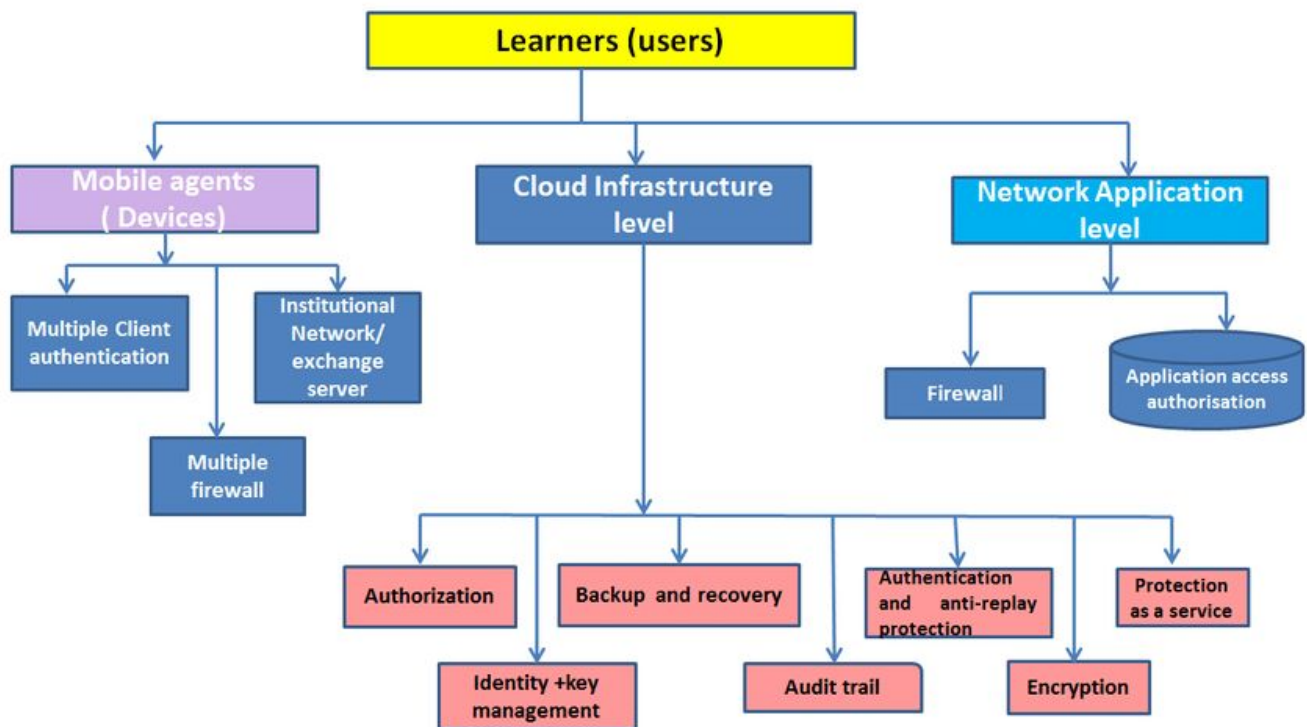 Learners (users)
Mobile agents
( Devices)
Cloud Infrastructure
level
Network Application
level
Multiple Client
authentication
Institutional
Network/
exchange
server
Multiple
firewall
Firewall
Application access
authorisation
Authorization
Backup and recovery
Authentication
and anti-replay
protection
Protection
as a service
Identity +key
management
Audit trail
Encryption